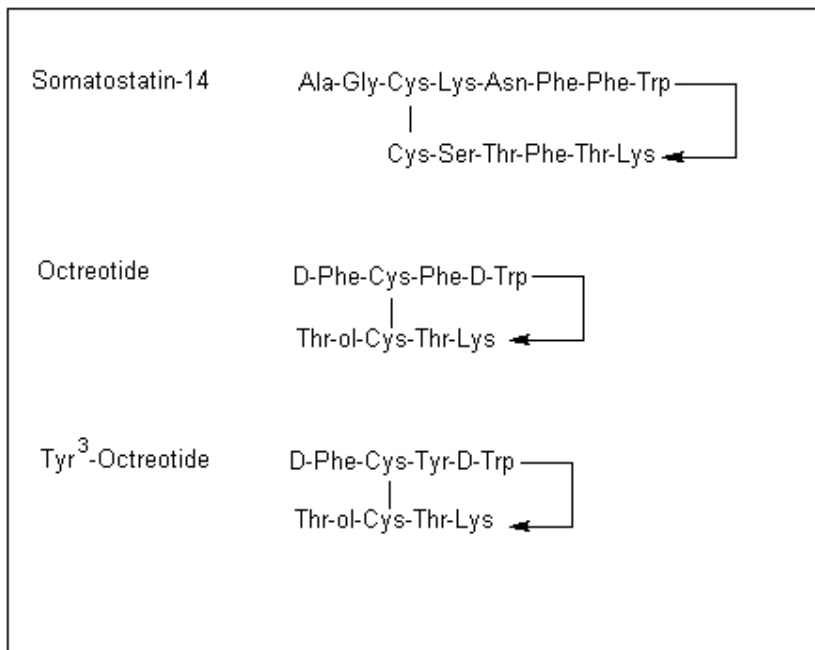 Somatostatin-14 Ala-Gly-Cys-Lys-Asn-Phe-Phe-Trp
Cys-Ser-Thr-Phe-Thr-Lys
Octreotide D-Phe-Cys-Phe-D-Trp
Thr-ol-Cys-Thr-Lys
Tyr³-Octreotide D-Phe-Cys-Tyr-D-Trp
Thr-ol-Cys-Thr-Lys